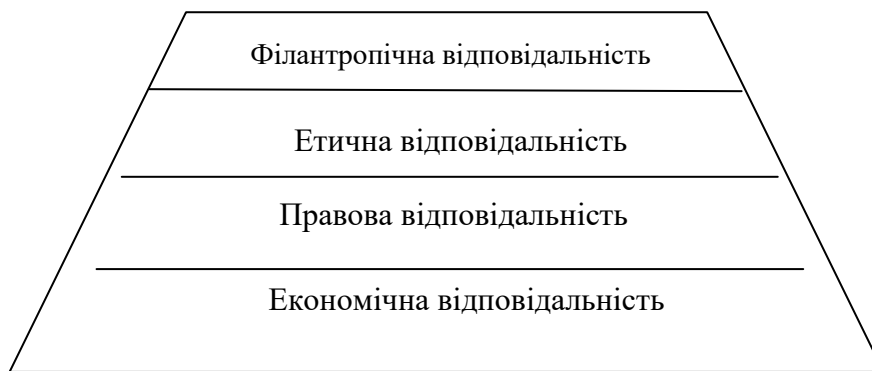 Філантропічна відповідальність
Етична відповідальність
Правова відповідальність
Економічна відповідальність